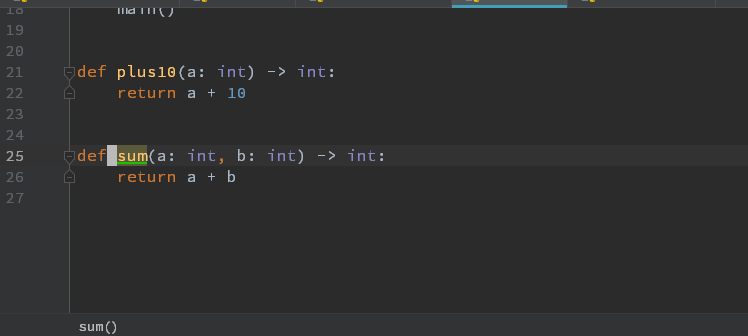 18 main()
19
20
21 def plus10(a: int) -> int:
22 return a + 10
23
24
25 def sum(a: int, b: int) -> int:
26 return a + b
27
sum()